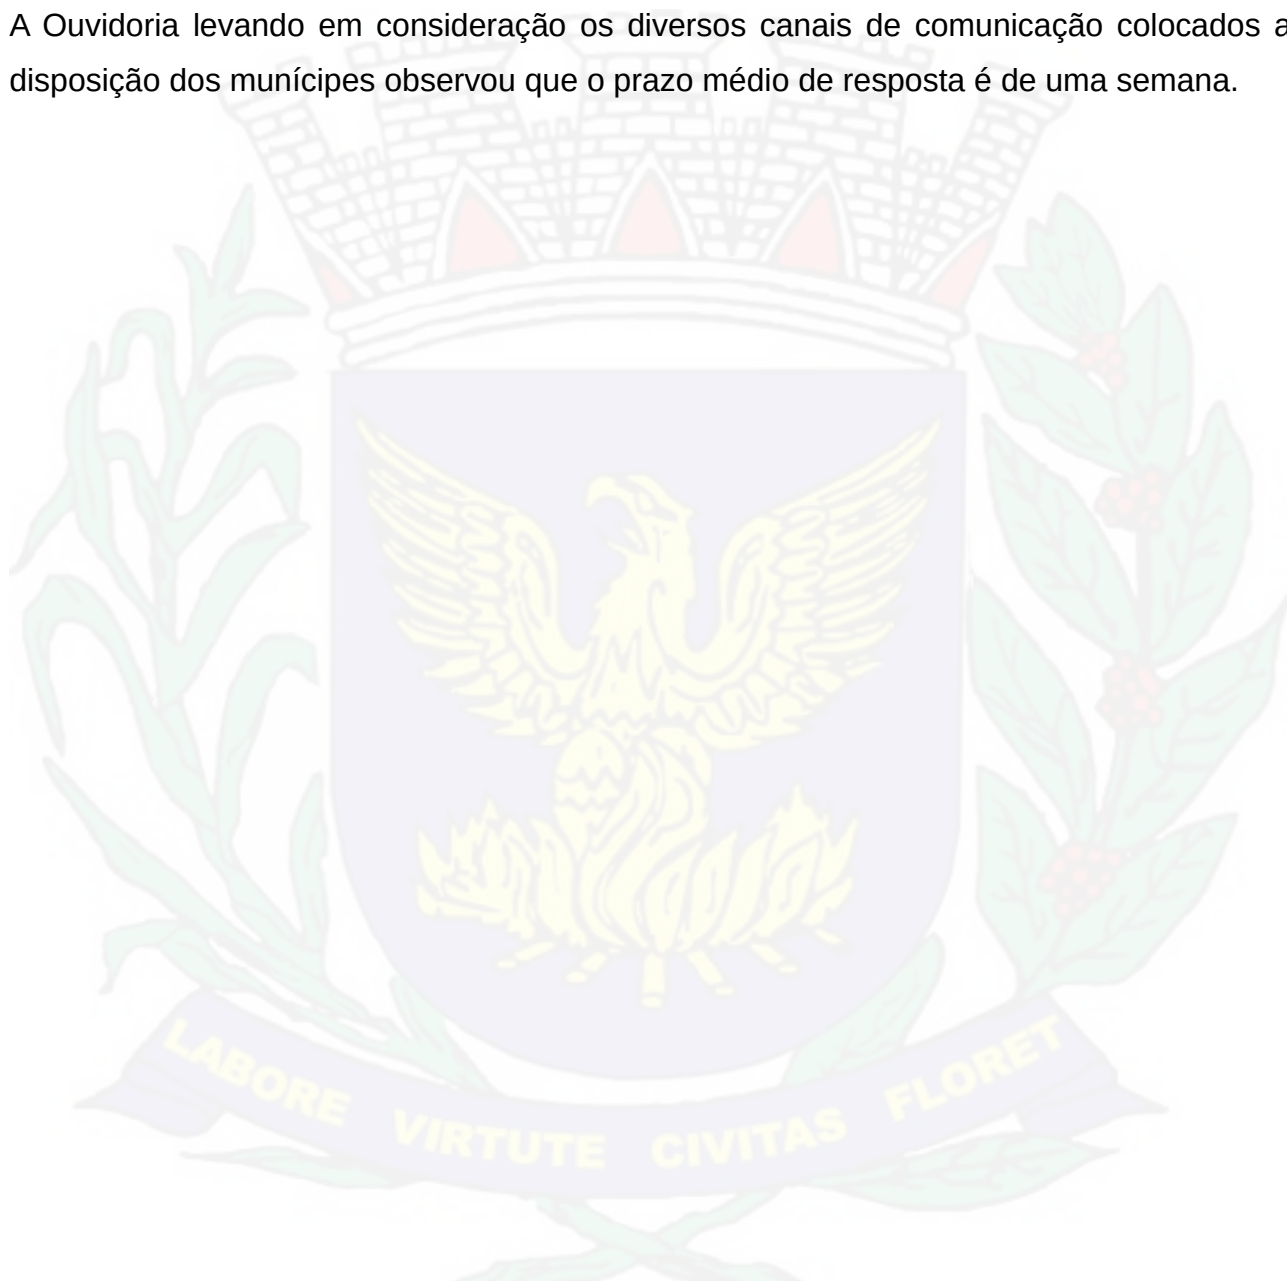 A Ouvidoria levando em consideração os diversos canais de comunicação colocados a
disposição dos munícipes observou que o prazo médio de resposta é de uma semana.
LABORE VIRTUTE CIVITAS FLORET